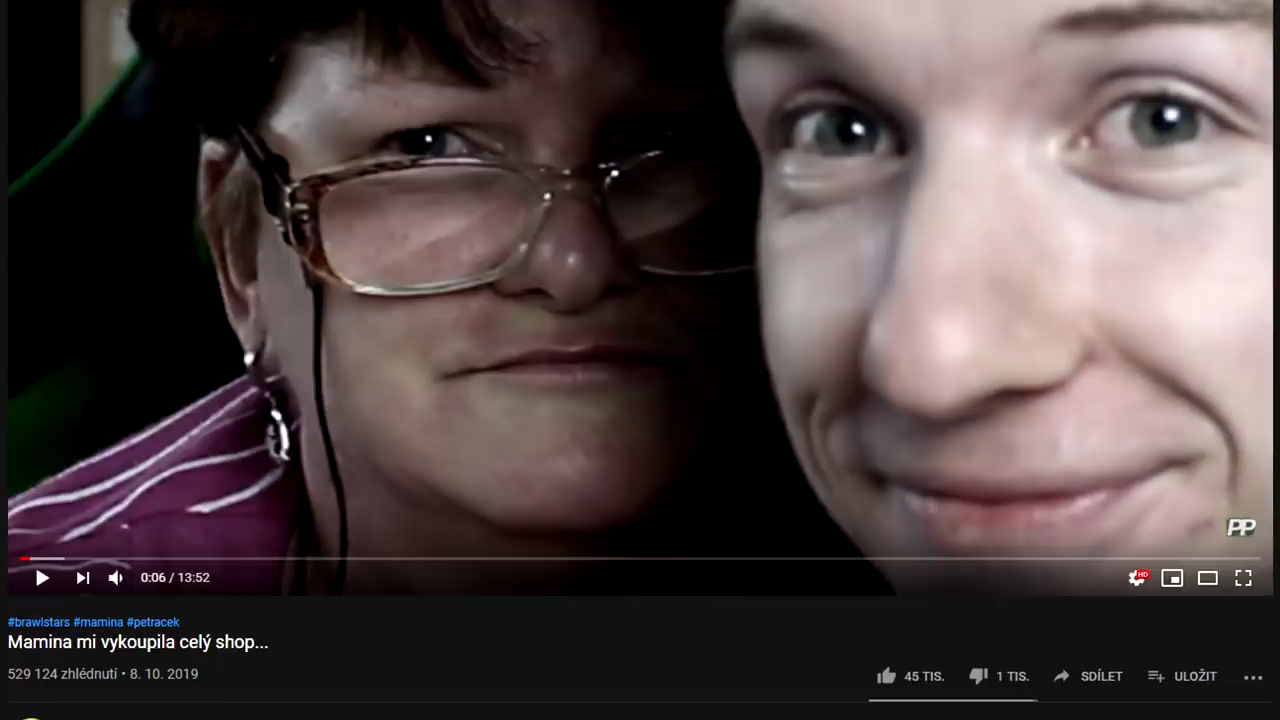 PP
0:06 / 13:52
HD
#brawlstars #mamina #petracek
Mamina mi vykoupila celý shop...
529 124 zhlédnutí • 8. 10. 2019
45 TIS. 1 TIS. SDÍLET ULOŽIT